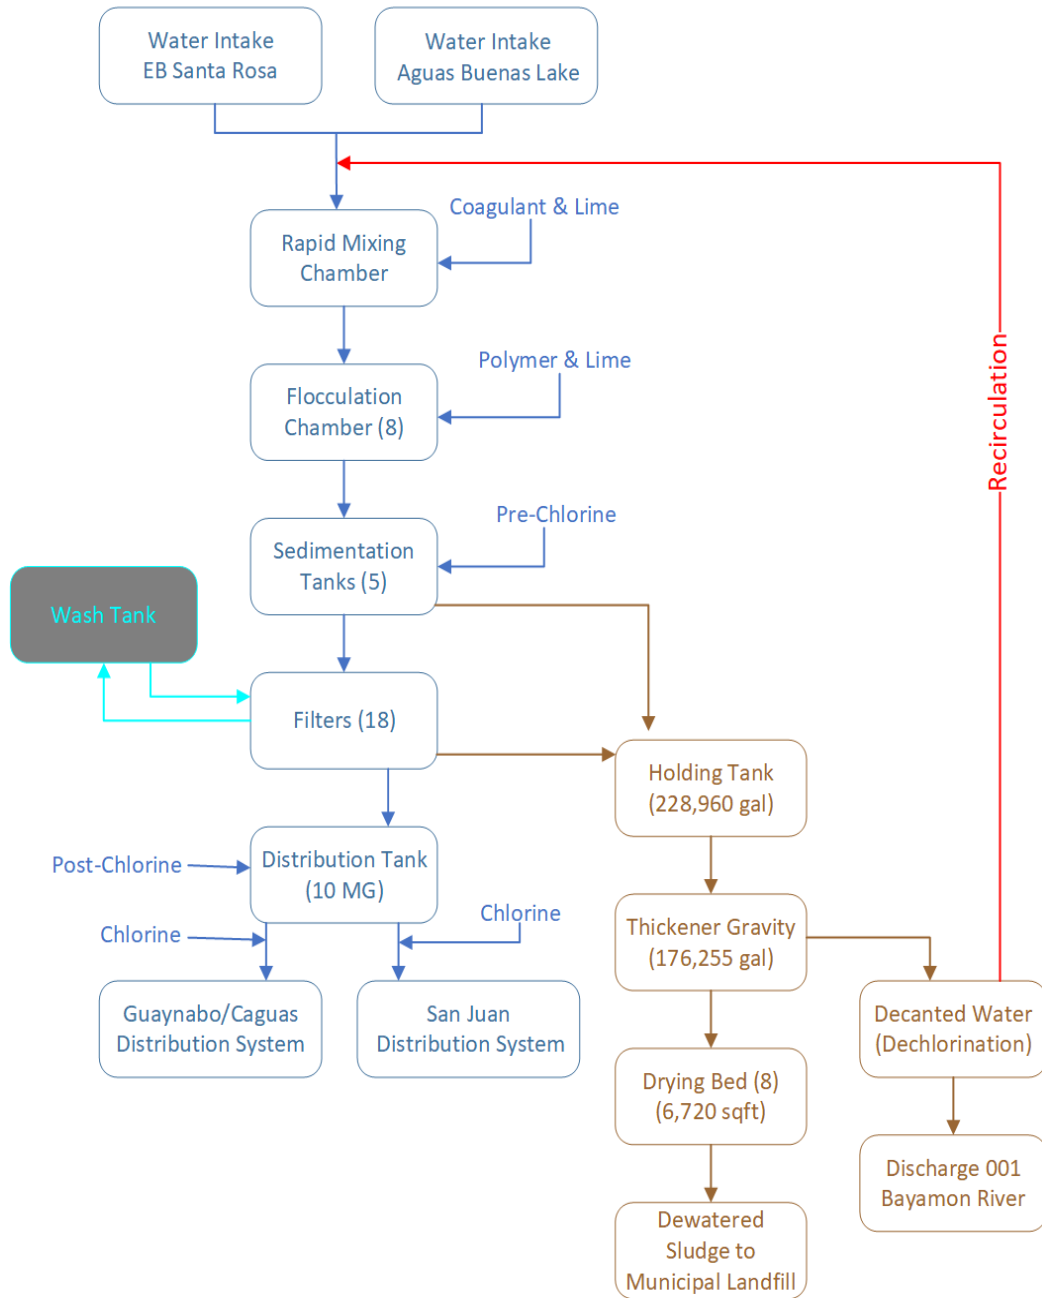 Water Intake
EB Santa Rosa
Water Intake
Aguas Buenas Lake
Coagulant & Lime
Rapid Mixing
Chamber
Recirculation
Polymer & Lime
Flocculation
Chamber (8)
Pre-Chlorine
Sedimentation
Tanks (5)
Wash Tank
Filters (18)
Holding Tank
(228,960 gal)
Post-Chlorine
Distribution Tank
(10 MG)
Chlorine
Chlorine
Thickener Gravity
(176,255 gal)
Guaynabo/Caguas
Distribution System
San Juan
Distribution System
Decanted Water
(Dechlorination)
Drying Bed (8)
(6,720 sqft)
Discharge 001
Bayamon River
Dewatered
Sludge to
Municipal Landfill